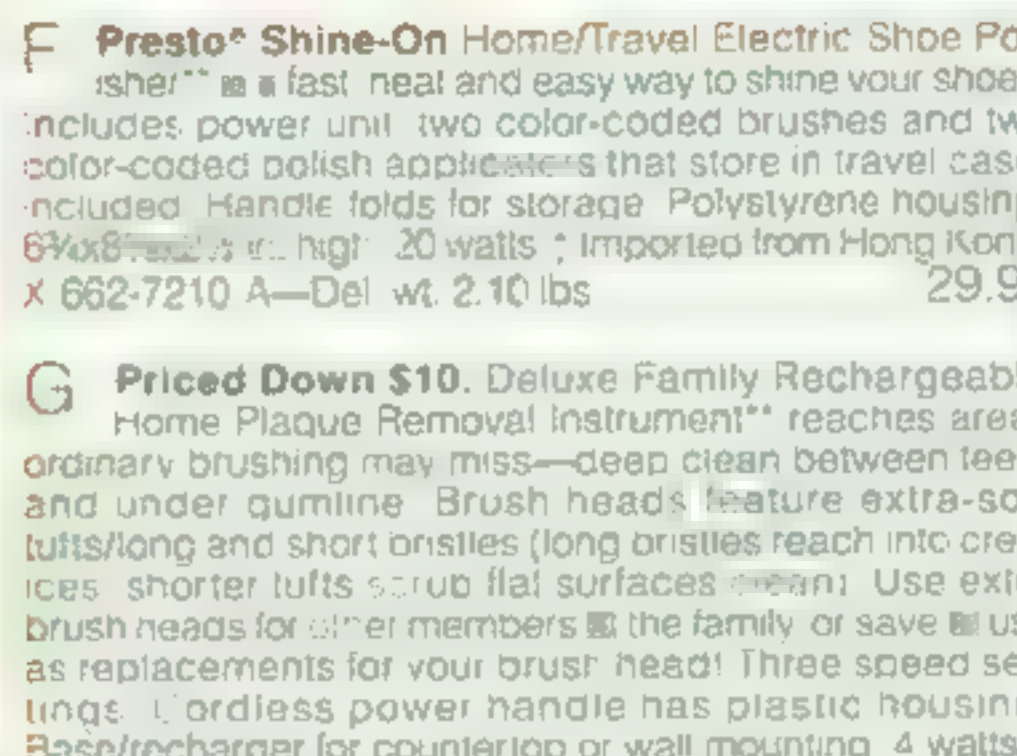 F Presto* Shine-On Home/Travel Electric Shoe Po
isher** is a fast neat and easy way to shine your shoe
includes power unit two color-coded brushes and tw
color-coded polish applicators that store in travel cas
included Handle folds for storage Polystyrene housin
high 20 watts Imported from Hong Kon
X 662-7210 A—Del wt. 2.10 lbs 29.9
G Priced Down $10. Deluxe Family Rechargeabl
Home Plaque Removal Instrument** reaches area
ordinary brushing may miss—deep clean between tee
and under gumline Brush heads feature extra-so
tufts/long and short bristles (long bristles reach into cre
ices shorter tufts scrub flat surfaces clean) Use ext
brush heads for other members the family or save us
as replacements for your brush head! Three speed se
tings Cordless power handle has plastic housin
Base/recharger for countertop or wall mounting 4 watts